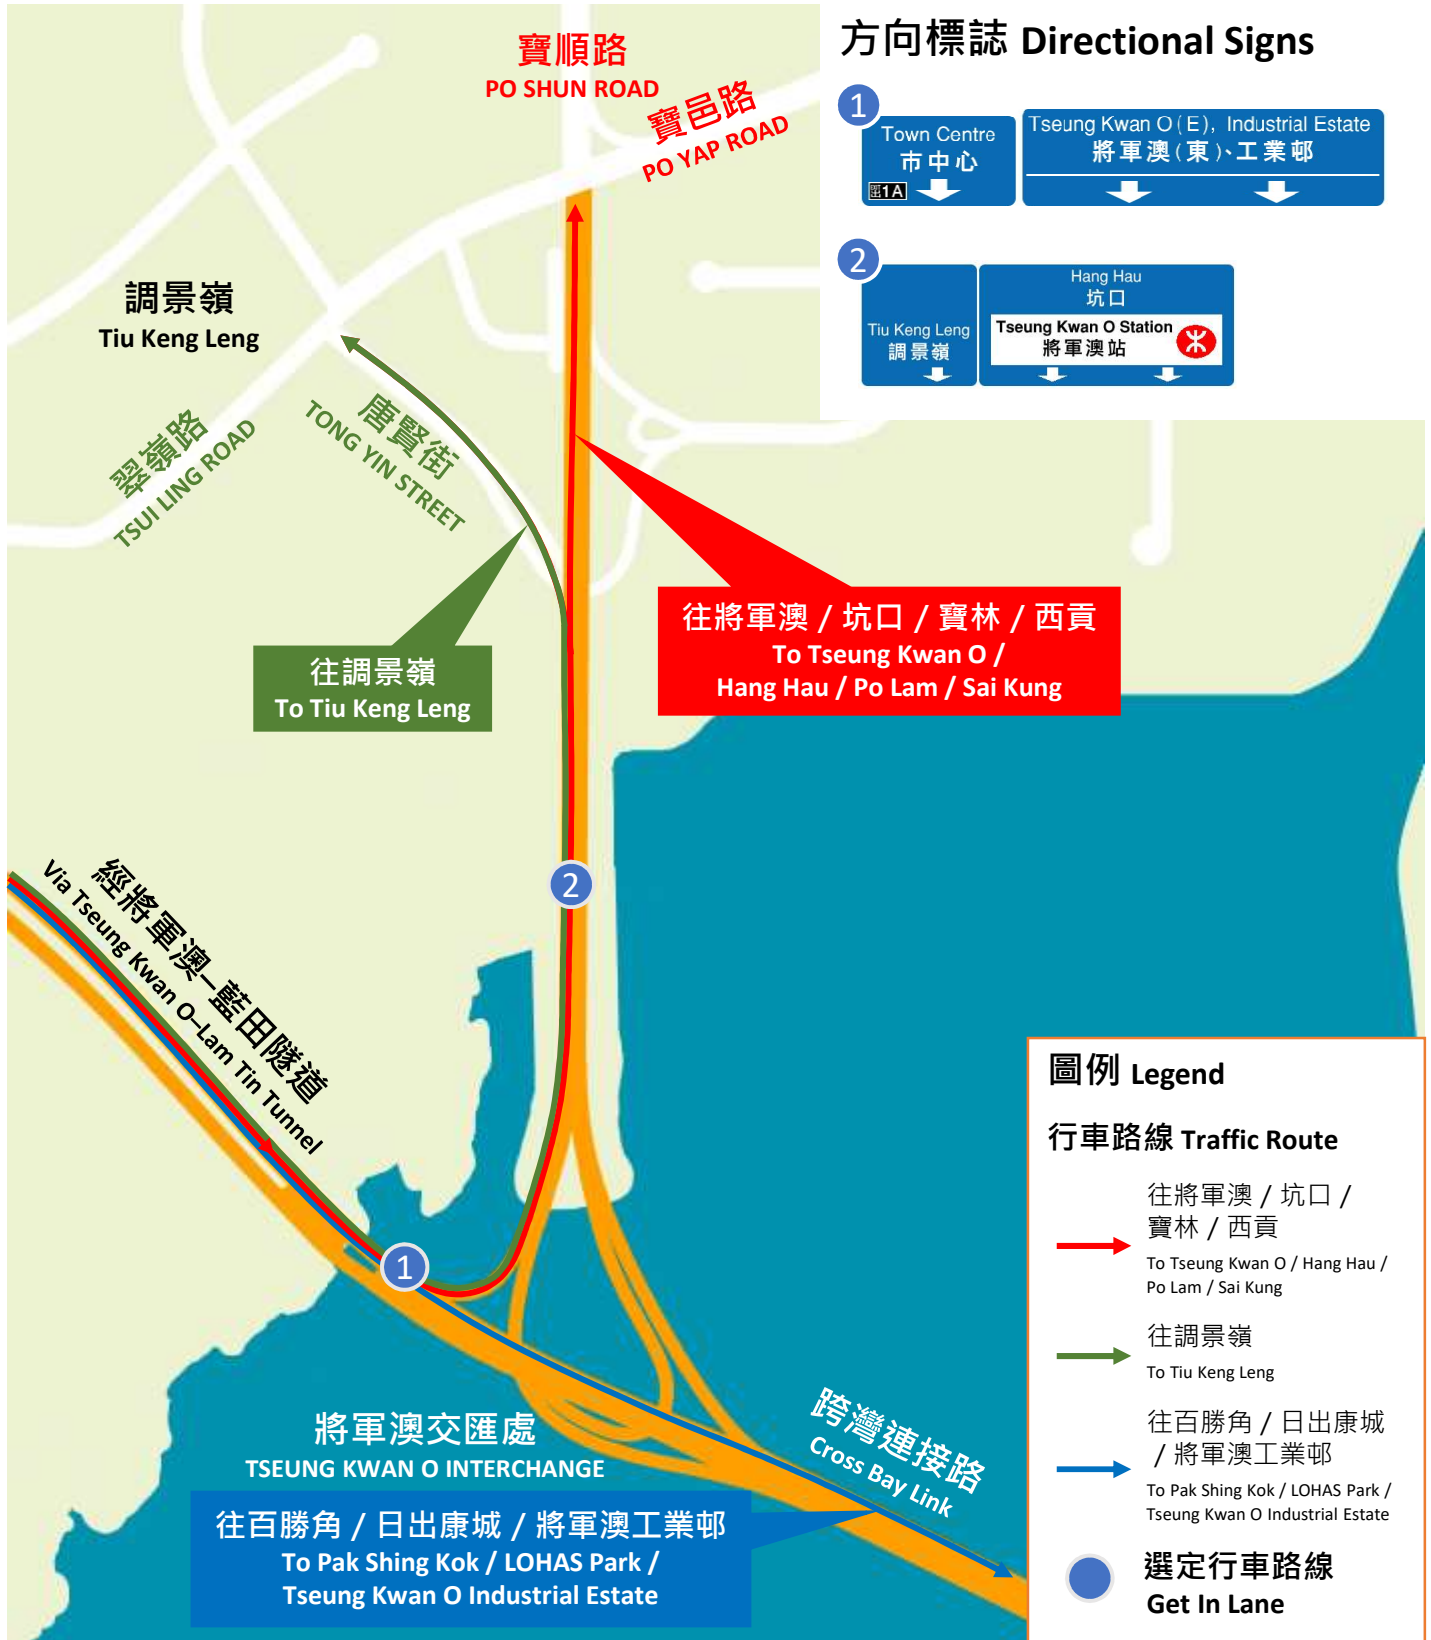 寶順路
PO SHUN ROAD
寶邑路
PO YAP ROAD
方向標誌 Directional Signs
1
Town Centre
市中心
1A
Tseung Kwan O (E), Industrial Estate
將軍澳(東)、工業邨
2
Tiu Keng Leng
調景嶺
Hang Hau
坑口
Tseung Kwan O Station
將軍澳站
調景嶺
Tiu Keng Leng
翠嶺路
TSUI LING ROAD
唐賢街
TONG YIN STREET
往將軍澳 / 坑口 / 寶林 / 西貢
To Tseung Kwan O /
Hang Hau / Po Lam / Sai Kung
往調景嶺
To Tiu Keng Leng
2
經將軍澳–藍田隧道
Via Tseung Kwan O–Lam Tin Tunnel
1
將軍澳交匯處
TSEUNG KWAN O INTERCHANGE
跨灣連接路
Cross Bay Link
往百勝角 / 日出康城 / 將軍澳工業邨
To Pak Shing Kok / LOHAS Park /
Tseung Kwan O Industrial Estate
圖例 Legend
行車路線 Traffic Route
往將軍澳 / 坑口 /
寶林 / 西貢
To Tseung Kwan O / Hang Hau /
Po Lam / Sai Kung
往調景嶺
To Tiu Keng Leng
往百勝角 / 日出康城
/ 將軍澳工業邨
To Pak Shing Kok / LOHAS Park /
Tseung Kwan O Industrial Estate
選定行車路線
Get In Lane